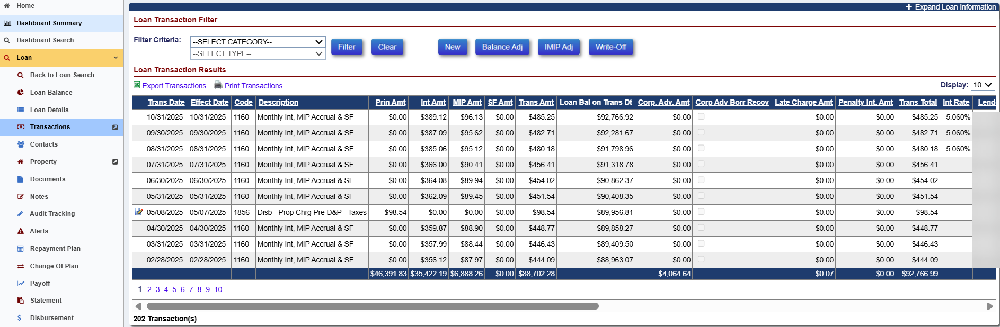 Home
Dashboard Summary
Dashboard Search
Loan
Back to Loan Search
Loan Balance
Loan Details
Transactions
Contacts
Property
Documents
Notes
Audit Tracking
Alerts
Repayment Plan
Change Of Plan
Payoff
Statement
Disbursement
Expand Loan Information
Loan Transaction Filter
Filter Criteria: --SELECT CATEGORY-- Filter Clear New Balance Adj IMIP Adj Write-Off
--SELECT TYPE--
Loan Transaction Results
Export Transactions Print Transactions Display: 10
Trans Date Effect Date Code Description Prin Amt Int Amt MIP Amt SF Amt Trans Amt Loan Bal on Trans Dt Corp. Adv. Amt Corp Adv Borr Recov Late Charge Amt Penalty Int. Amt Trans Total Int Rate Lende
10/31/2025 10/31/2025 1160 Monthly Int, MIP Accrual & SF $0.00 $389.12 $96.13 $0.00 $485.25 $92,766.92 $0.00 $0.00 $0.00 $485.25 5.060%
09/30/2025 09/30/2025 1160 Monthly Int, MIP Accrual & SF $0.00 $387.09 $95.62 $0.00 $482.71 $92,281.67 $0.00 $0.00 $0.00 $482.71 5.060%
08/31/2025 08/31/2025 1160 Monthly Int, MIP Accrual & SF $0.00 $385.06 $95.12 $0.00 $480.18 $91,798.96 $0.00 $0.00 $0.00 $480.18 5.060%
07/31/2025 07/31/2025 1160 Monthly Int, MIP Accrual & SF $0.00 $366.00 $90.41 $0.00 $456.41 $91,318.78 $0.00 $0.00 $0.00 $456.41
06/30/2025 06/30/2025 1160 Monthly Int, MIP Accrual & SF $0.00 $364.08 $89.94 $0.00 $454.02 $90,862.37 $0.00 $0.00 $0.00 $454.02
05/31/2025 05/31/2025 1160 Monthly Int, MIP Accrual & SF $0.00 $362.09 $89.45 $0.00 $451.54 $90,408.35 $0.00 $0.00 $0.00 $451.54
05/08/2025 05/07/2025 1856 Disb - Prop Chrg Pre D&P - Taxes $98.54 $0.00 $0.00 $0.00 $98.54 $89,956.81 $0.00 $0.00 $0.00 $98.54
04/30/2025 04/30/2025 1160 Monthly Int, MIP Accrual & SF $0.00 $359.87 $88.90 $0.00 $448.77 $89,858.27 $0.00 $0.00 $0.00 $448.77
03/31/2025 03/31/2025 1160 Monthly Int, MIP Accrual & SF $0.00 $357.99 $88.44 $0.00 $446.43 $89,409.50 $0.00 $0.00 $0.00 $446.43
02/28/2025 02/28/2025 1160 Monthly Int, MIP Accrual & SF $0.00 $356.12 $87.97 $0.00 $444.09 $88,963.07 $0.00 $0.00 $0.00 $444.09
$46,391.83 $35,422.19 $6,888.26 $0.00 $88,702.28 $4,064.64 $0.07 $0.00 $92,766.99
1 2 3 4 5 6 7 8 9 10 ...
202 Transaction(s)